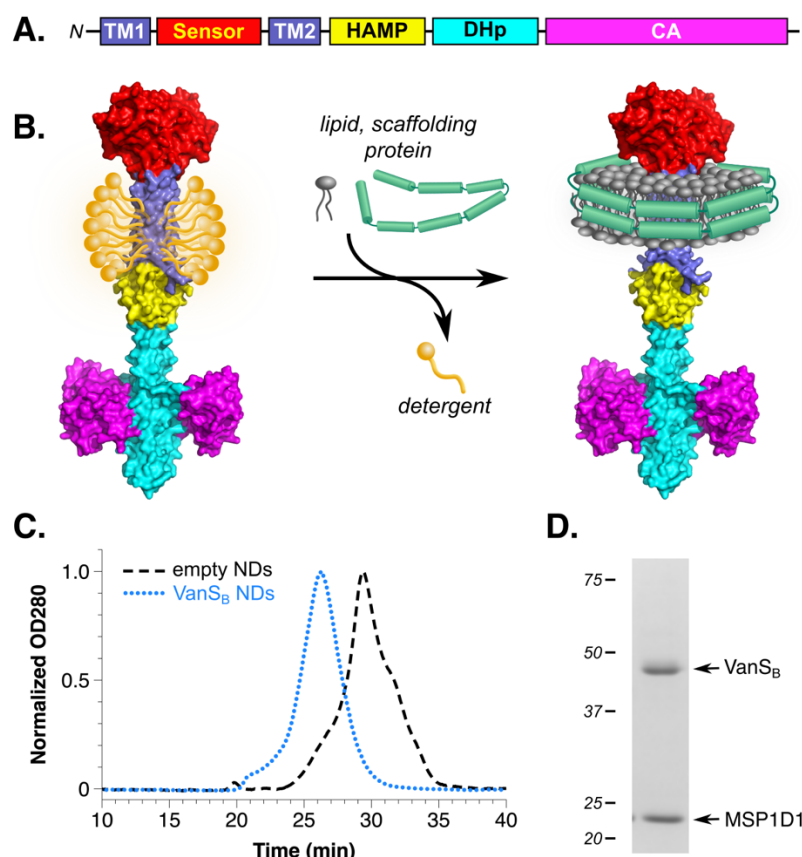 A.
N TM1 Sensor TM2 HAMP DHp CA
B.
lipid, scaffolding
protein
detergent
C.
Normalized OD280
1.0
0.5
0
empty NDs
VanSB NDs
10 15 20 25 30 35 40
Time (min)
D.
75
50
37
25
20
VanSB
MSP1D1